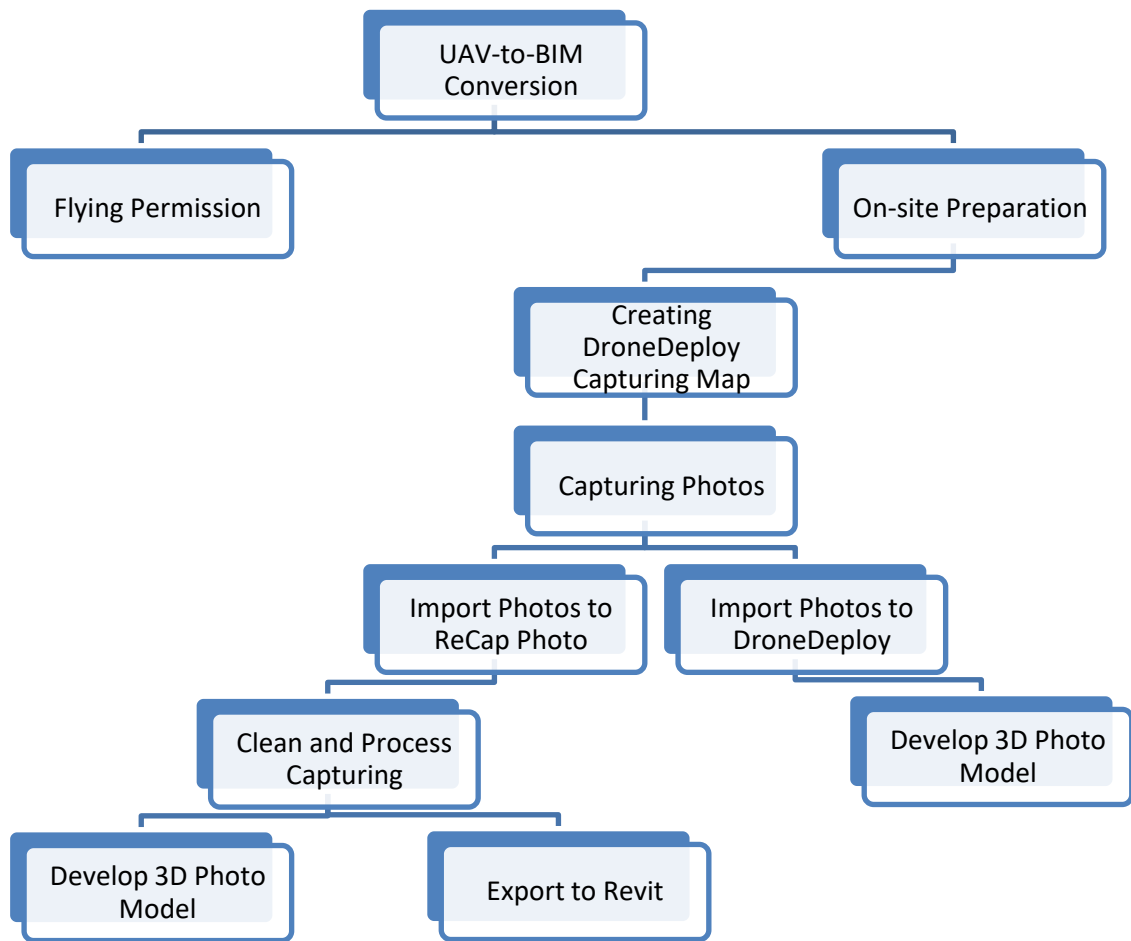 UAV-to-BIM
Conversion
Flying Permission
On-site Preparation
Creating
DroneDeploy
Capturing Map
Capturing Photos
Import Photos to
ReCap Photo
Import Photos to
DroneDeploy
Clean and Process
Capturing
Develop 3D Photo
Model
Develop 3D Photo
Model
Export to Revit